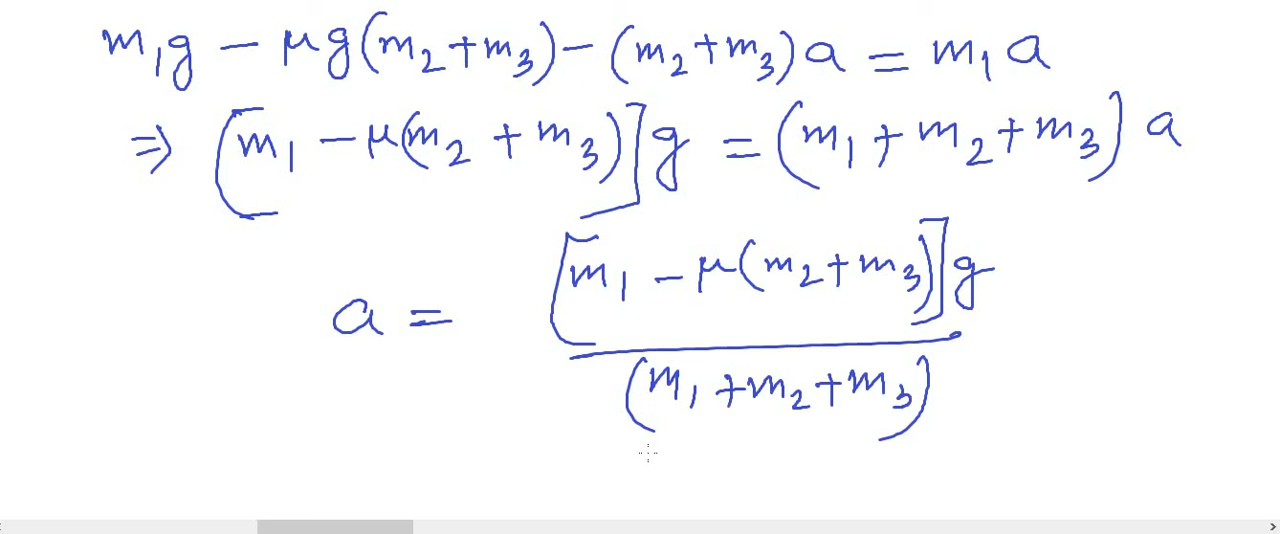 m₁g − μg(m₂+m₃) − (m₂+m₃)a = m₁a
⇒ [m₁ − μ(m₂+m₃)]g = (m₁+m₂+m₃)a
a = [m₁ − μ(m₂+m₃)]g / (m₁+m₂+m₃)